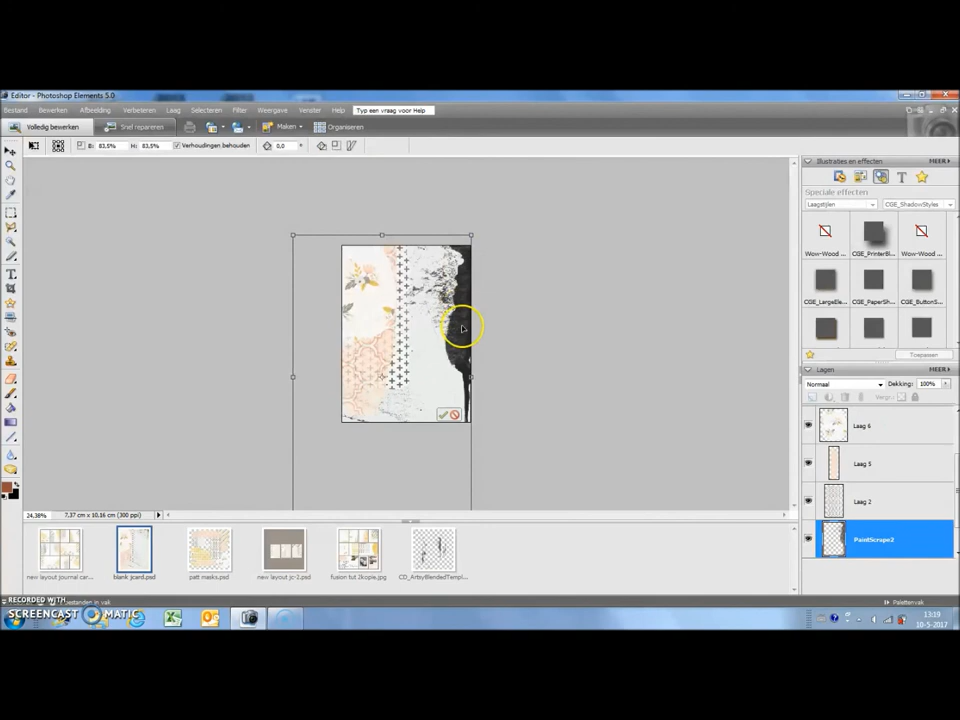 Editor - Photoshop Elements 5.0
Bestand Bewerken Afbeelding Verbeteren Laag Selecteren Filter Weergave Venster Help Typ een vraag voor Help
Volledig bewerken Snel repareren Maken Organiseren
B: 83,5% H: 83,5% Verhoudingen behouden 0,0 °
Illustraties en effecten MEER
Speciale effecten
Laagstijlen CGE_ShadowStyles
Wow-Wood ... CGE_PrinterBl... Wow-Wood ...
CGE_LargeEle... CGE_PaperSh... CGE_ButtonS...
Toepassen
Lagen MEER
Normaal Dekking: 100%
Laag 6
Laag 5
Laag 2
PaintScrape2
24,38% 7,37 cm x 10,16 cm (300 ppi)
new layout journal car... blank jcard.psd patt masks.psd new layout jc-2.psd fusion tut 2kopie.jpg CD_ArtsyBlendedTempl...
Palettenvak
RECORDED WITH
SCREENCAST MATIC
13:19
10-5-2017